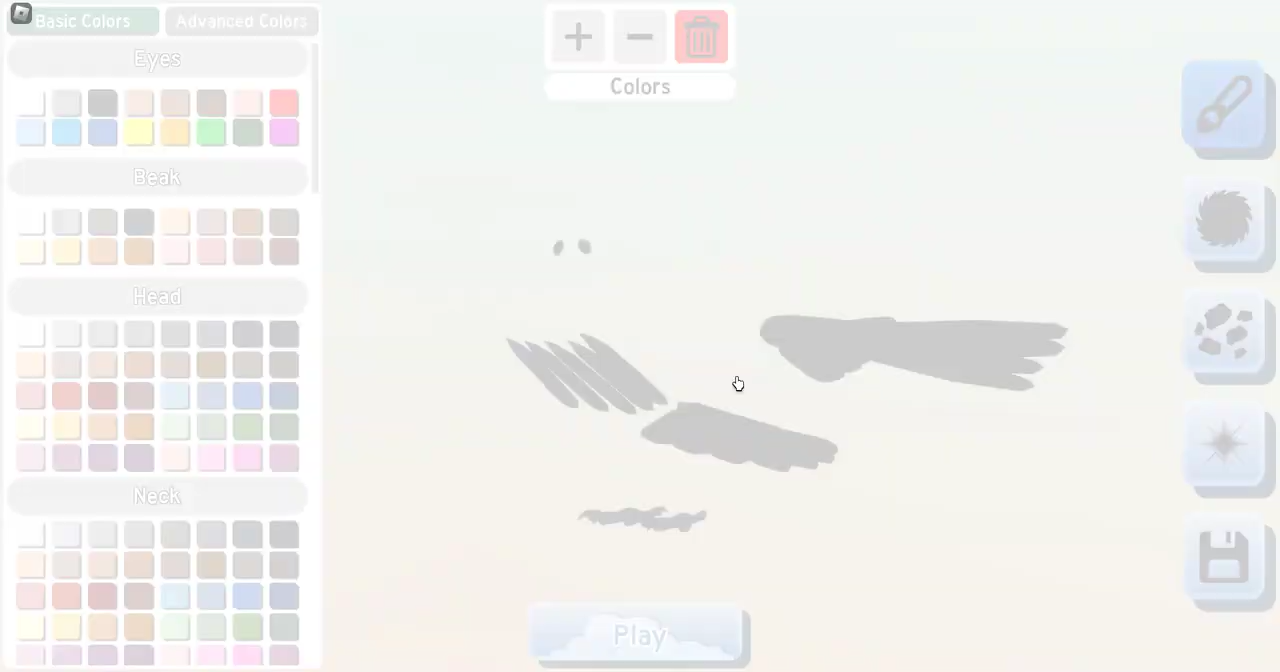 Basic Colors
Advanced Colors
Eyes
Colors
Beak
Head
Neck
Play